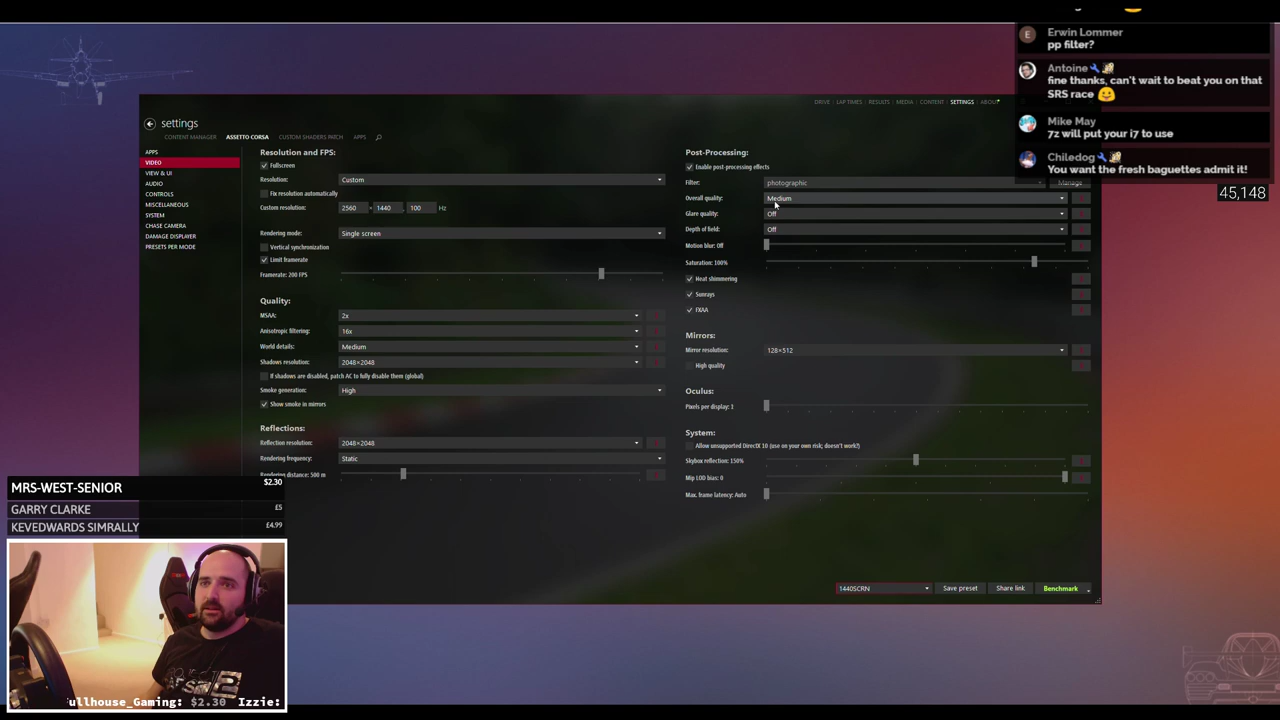 Erwin Lommer
pp filter?
Antoine
fine thanks, can't wait to beat you on that
SRS race
Mike May
7z will put your i7 to use
Chiledog
You want the fresh baguettes admit it!
45,148
DRIVE | LAP TIMES | RESULTS | MEDIA | CONTENT | SETTINGS | ABOUT
settings
CONTENT MANAGER ASSETTO CORSA CUSTOM SHADERS PATCH APPS
APPS
VIDEO
VIEW & UI
AUDIO
CONTROLS
MISCELLANEOUS
SYSTEM
CHASE CAMERA
DAMAGE DISPLAYER
PRESETS PER MODE
Resolution and FPS:
Fullscreen
Resolution: Custom
Fix resolution automatically
Custom resolution: 2560 × 1440 100 Hz
Rendering mode: Single screen
Vertical synchronization
Limit framerate
Framerate: 200 FPS
Quality:
MSAA: 2x
Anisotropic filtering: 16x
World details: Medium
Shadows resolution: 2048×2048
If shadows are disabled, patch AC to fully disable them (global)
Smoke generation: High
Show smoke in mirrors
Reflections:
Reflection resolution: 2048×2048
Rendering frequency: Static
Rendering distance: 500 m
Post-Processing:
Enable post-processing effects
Filter: photographic Manage
Overall quality: Medium
Glare quality: Off
Depth of field: Off
Motion blur: Off
Saturation: 100%
Heat shimmering
Sunrays
FXAA
Mirrors:
Mirror resolution: 128×512
High quality
Oculus:
Pixels per display: 1
System:
Allow unsupported DirectX 10 (use on your own risk; doesn't work?)
Skybox reflection: 150%
Mip LOD bias: 0
Max. frame latency: Auto
1440SCRN Save preset Share link Benchmark
MRS-WEST-SENIOR $2.30
GARRY CLARKE £5
KEVEDWARDS SIMRALLY £4.99
ullhouse_Gaming: $2.30 Izzie: